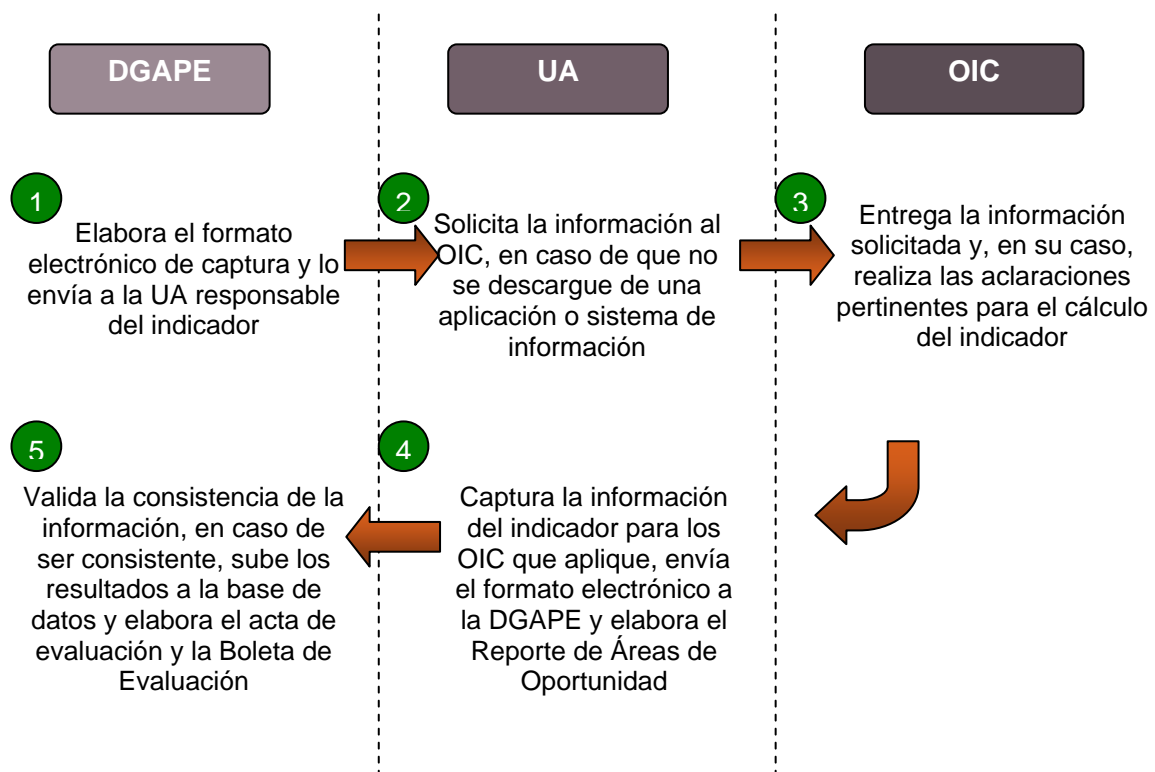 DGAPE
UA
OIC
1
Elabora el formato
electrónico de captura y lo
envía a la UA responsable
del indicador
2
Solicita la información al
OIC, en caso de que no
se descargue de una
aplicación o sistema de
información
3
Entrega la información
solicitada y, en su caso,
realiza las aclaraciones
pertinentes para el cálculo
del indicador
4
Captura la información
del indicador para los
OIC que aplique, envía
el formato electrónico a
la DGAPE y elabora el
Reporte de Áreas de
Oportunidad
5
Valida la consistencia de la
información, en caso de
ser consistente, sube los
resultados a la base de
datos y elabora el acta de
evaluación y la Boleta de
Evaluación